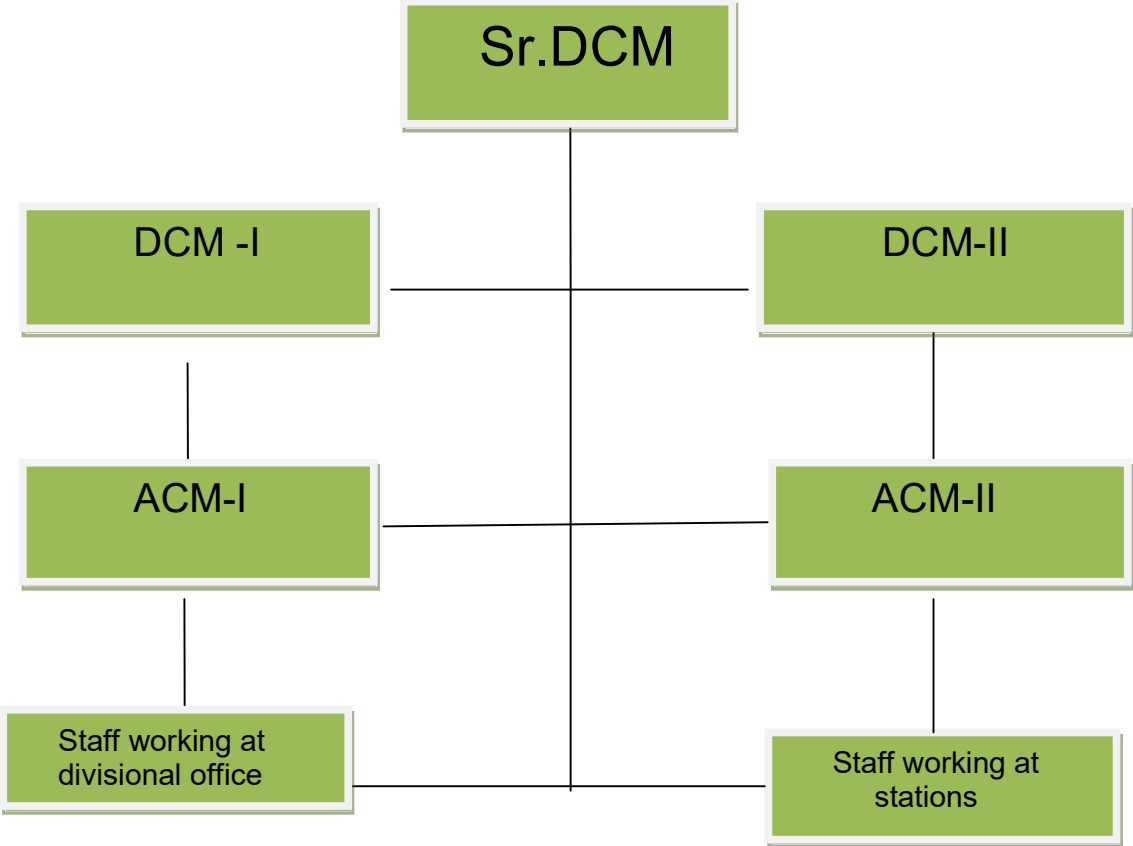 Sr.DCM
DCM -I
DCM-II
ACM-I
ACM-II
Staff working at
divisional office
Staff working at
stations